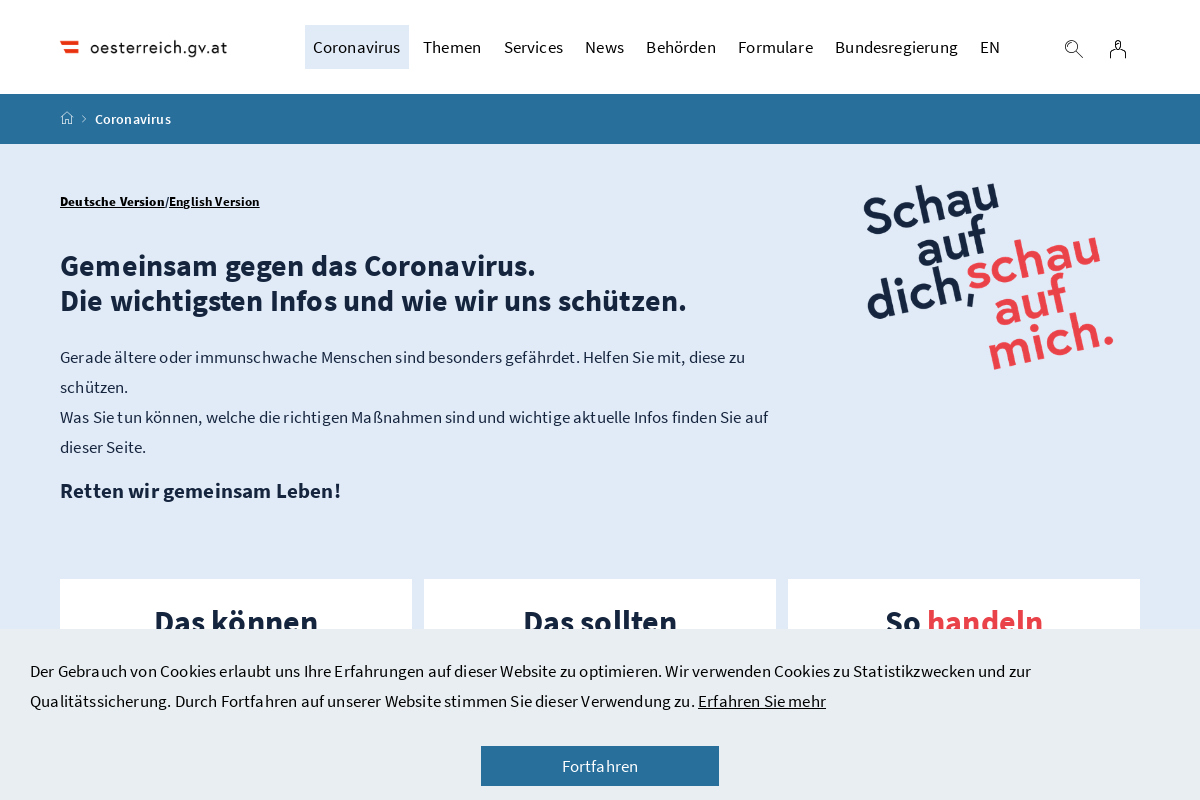 oesterreich.gv.at
Coronavirus Themen Services News Behörden Formulare Bundesregierung EN
Coronavirus
Deutsche Version/English Version
Schau
auf
dich,
schau
auf
mich.
Gemeinsam gegen das Coronavirus.
Die wichtigsten Infos und wie wir uns schützen.
Gerade ältere oder immunschwache Menschen sind besonders gefährdet. Helfen Sie mit, diese zu
schützen.
Was Sie tun können, welche die richtigen Maßnahmen sind und wichtige aktuelle Infos finden Sie auf
dieser Seite.
Retten wir gemeinsam Leben!
Das können
Das sollten
So handeln
Der Gebrauch von Cookies erlaubt uns Ihre Erfahrungen auf dieser Website zu optimieren. Wir verwenden Cookies zu Statistikzwecken und zur
Qualitätssicherung. Durch Fortfahren auf unserer Website stimmen Sie dieser Verwendung zu. Erfahren Sie mehr
Fortfahren